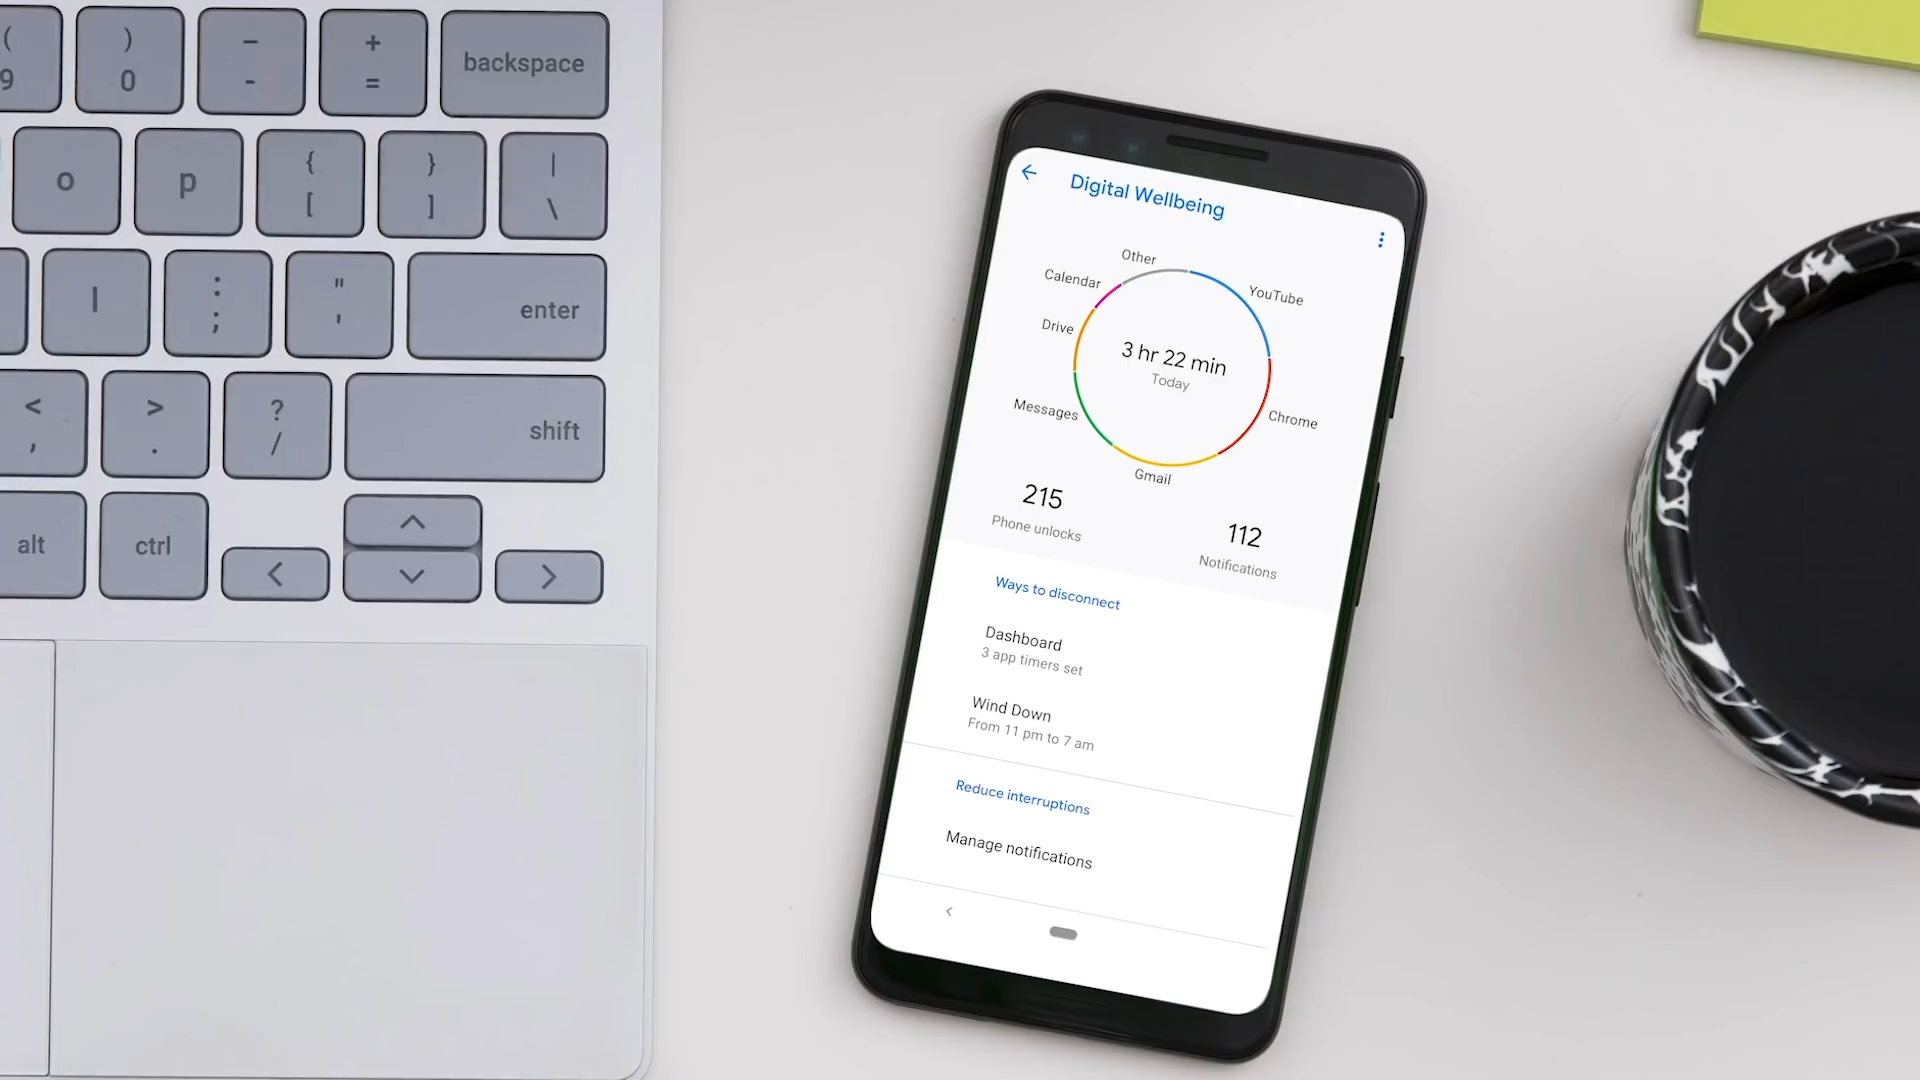 (
9
)
0
–
-
+
=
backspace
o
p
{
[
}
]
|
\
l
:
;
"
'
enter
<
,
>
.
?
/
shift
alt
ctrl
Digital Wellbeing
Other
Calendar
YouTube
Drive
3 hr 22 min
Today
Messages
Chrome
Gmail
215
Phone unlocks
112
Notifications
Ways to disconnect
Dashboard
3 app timers set
Wind Down
From 11 pm to 7 am
Reduce interruptions
Manage notifications